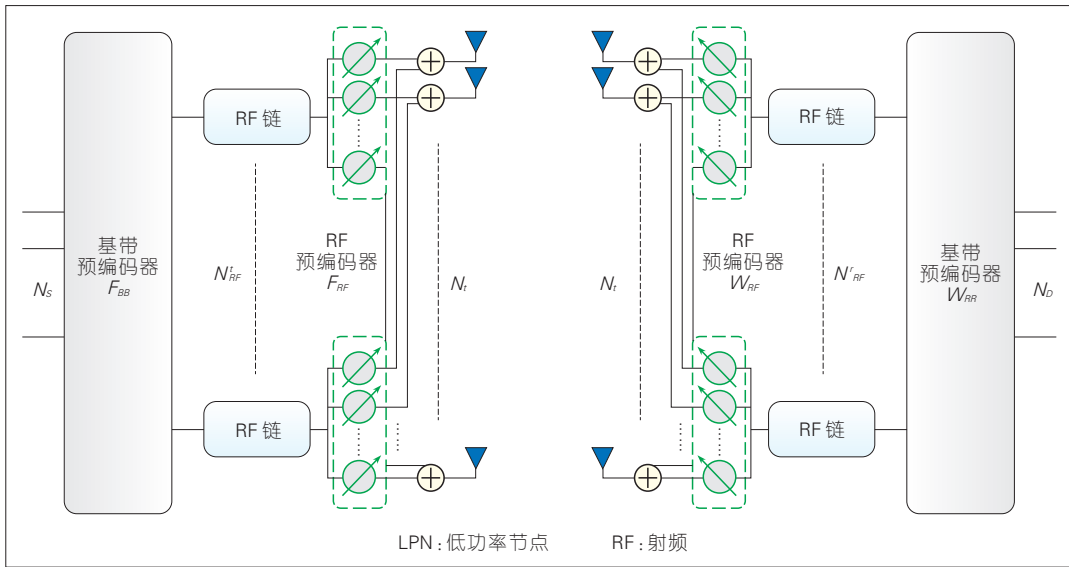 RF 链
RF 链
N_S
基带
预编码器
F_BB
N^t_RF
RF
预编码器
F_RF
N_t
N_t
RF
预编码器
W_RF
N^r_RF
基带
预编码器
W_RR
N_D
RF 链
RF 链
LPN:低功率节点 RF:射频